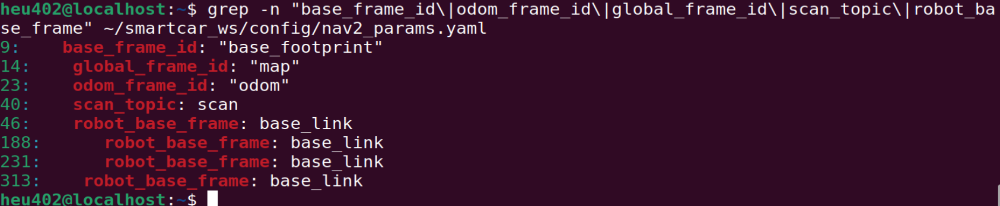 heu402@localhost:~$ grep -n "base_frame_id\|odom_frame_id\|global_frame_id\|scan_topic\|robot_ba
se_frame" ~/smartcar_ws/config/nav2_params.yaml
9:    base_frame_id: "base_footprint"
14:    global_frame_id: "map"
23:    odom_frame_id: "odom"
40:    scan_topic: scan
46:    robot_base_frame: base_link
188:      robot_base_frame: base_link
231:      robot_base_frame: base_link
313:    robot_base_frame: base_link
heu402@localhost:~$